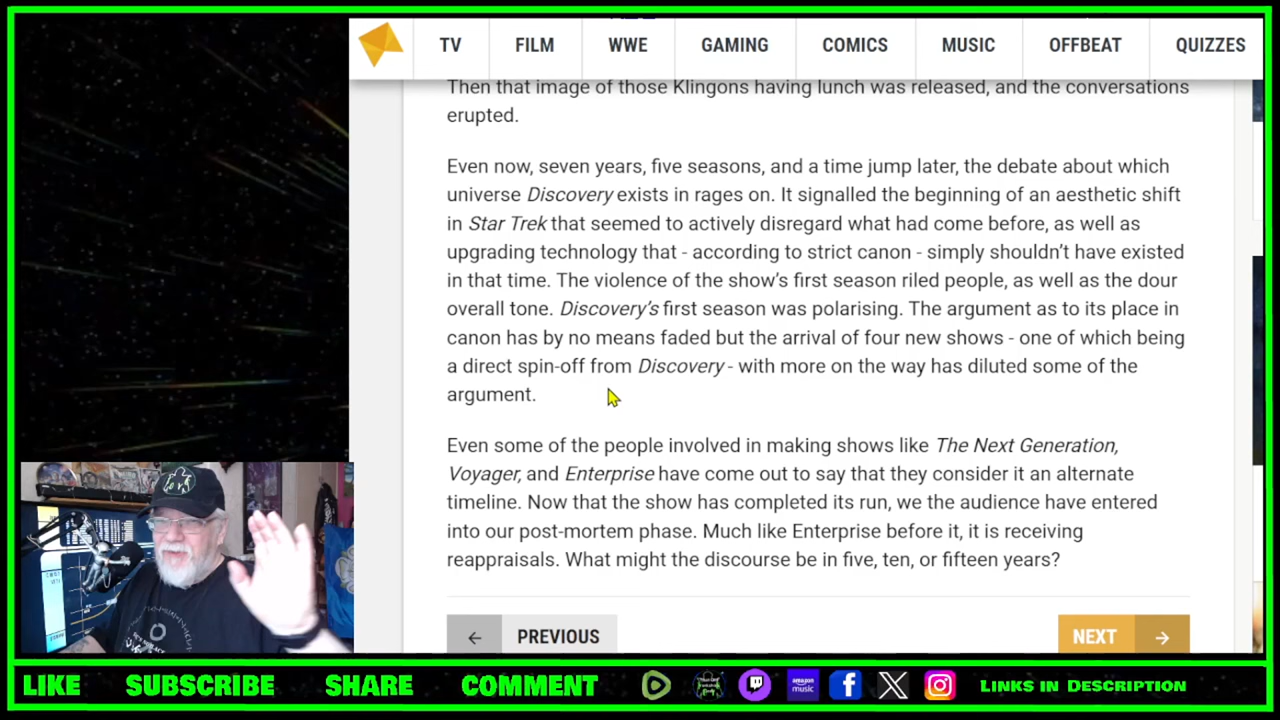 TV FILM WWE GAMING COMICS MUSIC OFFBEAT QUIZZES
Then that image of those Klingons having lunch was released, and the conversations
erupted.
Even now, seven years, five seasons, and a time jump later, the debate about which
universe Discovery exists in rages on. It signalled the beginning of an aesthetic shift
in Star Trek that seemed to actively disregard what had come before, as well as
upgrading technology that - according to strict canon - simply shouldn't have existed
in that time. The violence of the show's first season riled people, as well as the dour
overall tone. Discovery's first season was polarising. The argument as to its place in
canon has by no means faded but the arrival of four new shows - one of which being
a direct spin-off from Discovery - with more on the way has diluted some of the
argument.
Even some of the people involved in making shows like The Next Generation,
Voyager, and Enterprise have come out to say that they consider it an alternate
timeline. Now that the show has completed its run, we the audience have entered
into our post-mortem phase. Much like Enterprise before it, it is receiving
reappraisals. What might the discourse be in five, ten, or fifteen years?
← PREVIOUS NEXT →
LIKE SUBSCRIBE SHARE COMMENT amazon music LINKS IN DESCRIPTION